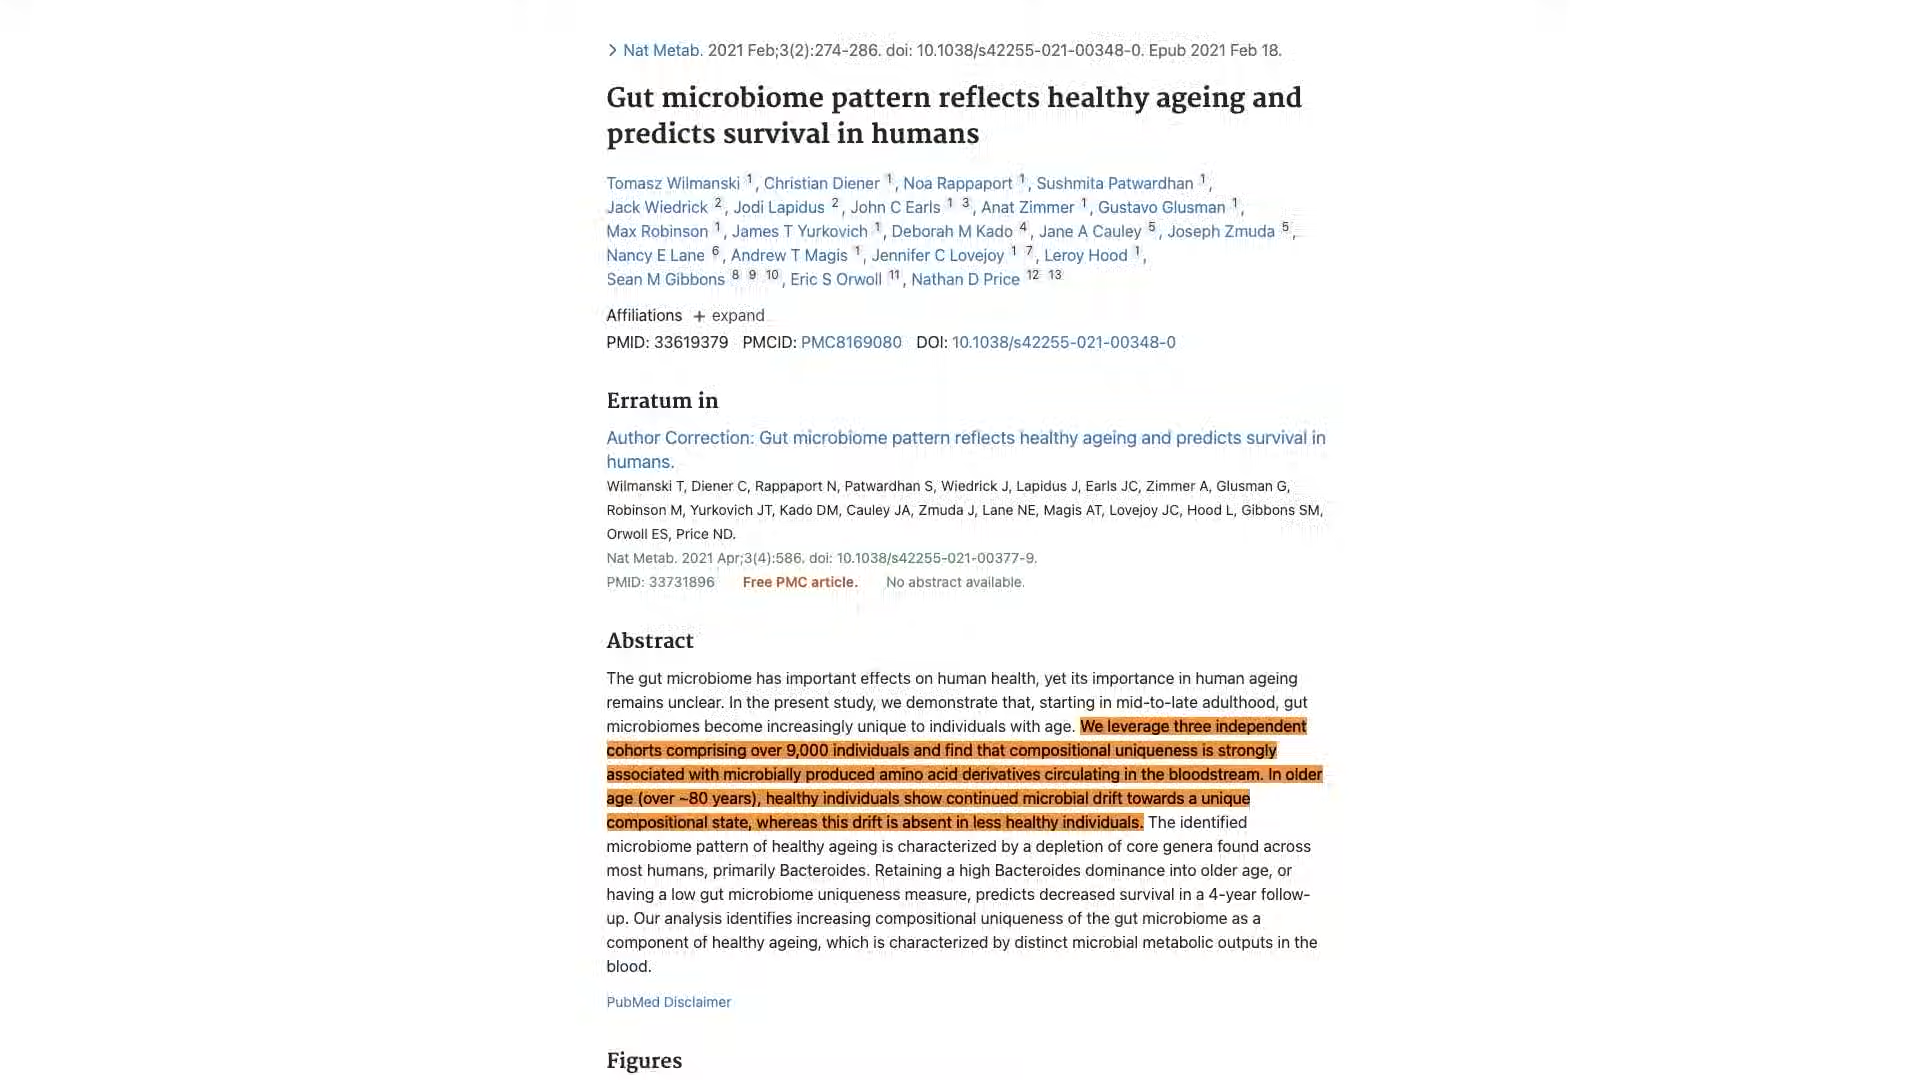 > Nat Metab. 2021 Feb;3(2):274-286. doi: 10.1038/s42255-021-00348-0. Epub 2021 Feb 18.
Gut microbiome pattern reflects healthy ageing and
predicts survival in humans
Tomasz Wilmanski 1, Christian Diener 1, Noa Rappaport 1, Sushmita Patwardhan 1,
Jack Wiedrick 2, Jodi Lapidus 2, John C Earls 1 3, Anat Zimmer 1, Gustavo Glusman 1,
Max Robinson 1, James T Yurkovich 1, Deborah M Kado 4, Jane A Cauley 5, Joseph Zmuda 5,
Nancy E Lane 6, Andrew T Magis 1, Jennifer C Lovejoy 1 7, Leroy Hood 1,
Sean M Gibbons 8 9 10, Eric S Orwoll 11, Nathan D Price 12 13
Affiliations + expand
PMID: 33619379 PMCID: PMC8169080 DOI: 10.1038/s42255-021-00348-0
Erratum in
Author Correction: Gut microbiome pattern reflects healthy ageing and predicts survival in
humans.
Wilmanski T, Diener C, Rappaport N, Patwardhan S, Wiedrick J, Lapidus J, Earls JC, Zimmer A, Glusman G,
Robinson M, Yurkovich JT, Kado DM, Cauley JA, Zmuda J, Lane NE, Magis AT, Lovejoy JC, Hood L, Gibbons SM,
Orwoll ES, Price ND.
Nat Metab. 2021 Apr;3(4):586. doi: 10.1038/s42255-021-00377-9.
PMID: 33731896 Free PMC article. No abstract available.
Abstract
The gut microbiome has important effects on human health, yet its importance in human ageing
remains unclear. In the present study, we demonstrate that, starting in mid-to-late adulthood, gut
microbiomes become increasingly unique to individuals with age. We leverage three independent
cohorts comprising over 9,000 individuals and find that compositional uniqueness is strongly
associated with microbially produced amino acid derivatives circulating in the bloodstream. In older
age (over ~80 years), healthy individuals show continued microbial drift towards a unique
compositional state, whereas this drift is absent in less healthy individuals. The identified
microbiome pattern of healthy ageing is characterized by a depletion of core genera found across
most humans, primarily Bacteroides. Retaining a high Bacteroides dominance into older age, or
having a low gut microbiome uniqueness measure, predicts decreased survival in a 4-year follow-
up. Our analysis identifies increasing compositional uniqueness of the gut microbiome as a
component of healthy ageing, which is characterized by distinct microbial metabolic outputs in the
blood.
PubMed Disclaimer
Figures